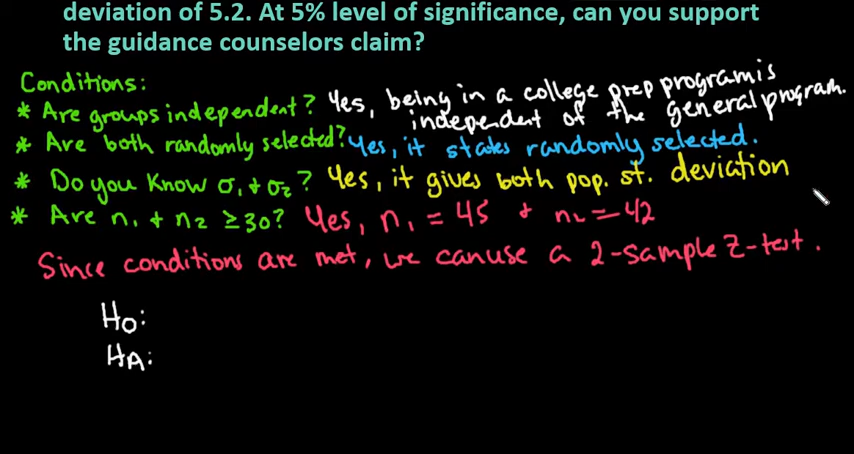 deviation of 5.2. At 5% level of significance, can you support
the guidance counselors claim?
Conditions:
* Are groups independent? Yes, being in a college prep program is
independent of the general program.
* Are both randomly selected? Yes, it states randomly selected.
* Do you know σ₁ + σ₂? Yes, it gives both pop. st. deviation
* Are n₁ + n₂ ≥ 30? Yes, n₁ = 45 + n₂ = 42
Since conditions are met, we can use a 2-sample Z-test.
H₀:
HA: